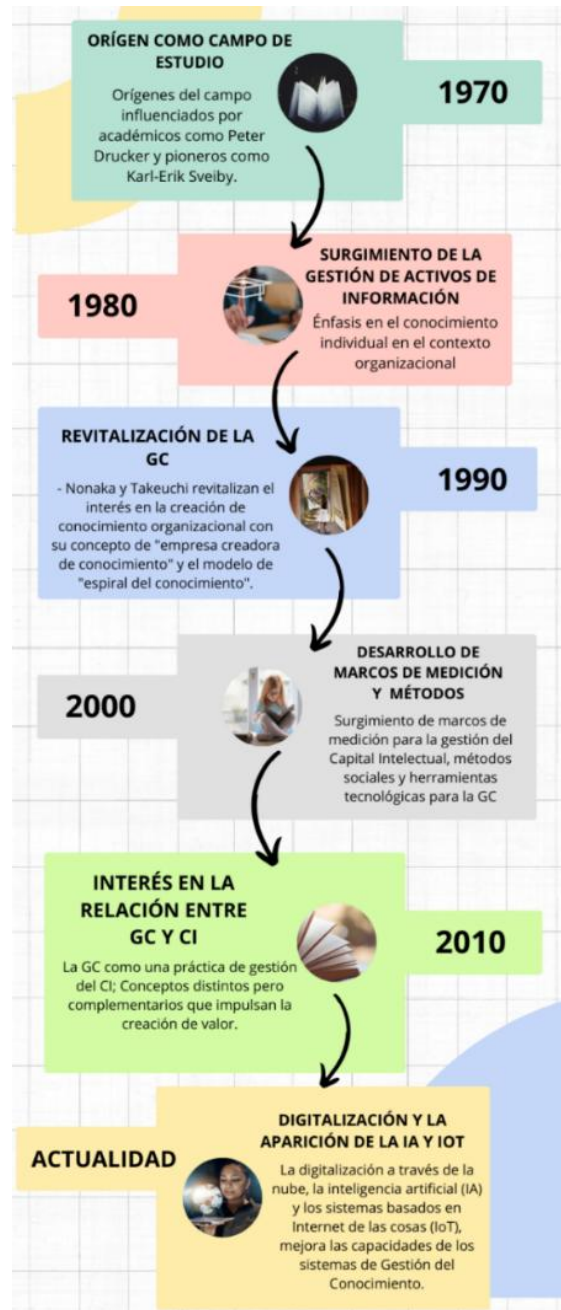 ORÍGEN COMO CAMPO DE
ESTUDIO
Orígenes del campo
influenciados por
académicos como Peter
Drucker y pioneros como
Karl-Erik Sveiby.
1970
SURGIMIENTO DE LA
GESTIÓN DE ACTIVOS DE
INFORMACIÓN
Énfasis en el conocimiento
individual en el contexto
organizacional
1980
REVITALIZACIÓN DE LA
GC
- Nonaka y Takeuchi revitalizan el
interés en la creación de
conocimiento organizacional con
su concepto de "empresa creadora
de conocimiento" y el modelo de
"espiral del conocimiento".
1990
DESARROLLO DE
MARCOS DE MEDICIÓN
Y MÉTODOS
Surgimiento de marcos de
medición para la gestión del
Capital Intelectual, métodos
sociales y herramientas
tecnológicas para la GC
2000
INTERÉS EN LA
RELACIÓN ENTRE
GC Y CI
La GC como una práctica de gestión
del CI; Conceptos distintos pero
complementarios que impulsan la
creación de valor.
2010
DIGITALIZACIÓN Y LA
APARICIÓN DE LA IA Y IOT
La digitalización a través de la
nube, la inteligencia artificial (IA)
y los sistemas basados en
Internet de las cosas (IoT),
mejora las capacidades de los
sistemas de Gestión del
Conocimiento.
ACTUALIDAD